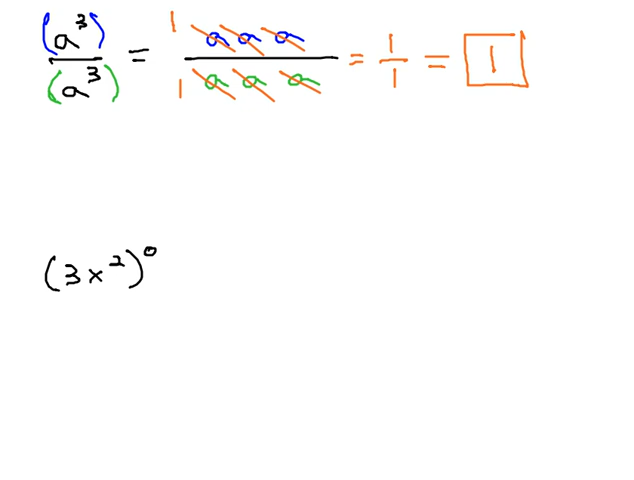 (a³)/(a³) = 1 a a a / 1 a a a = 1/1 = 1
(3x²)⁰